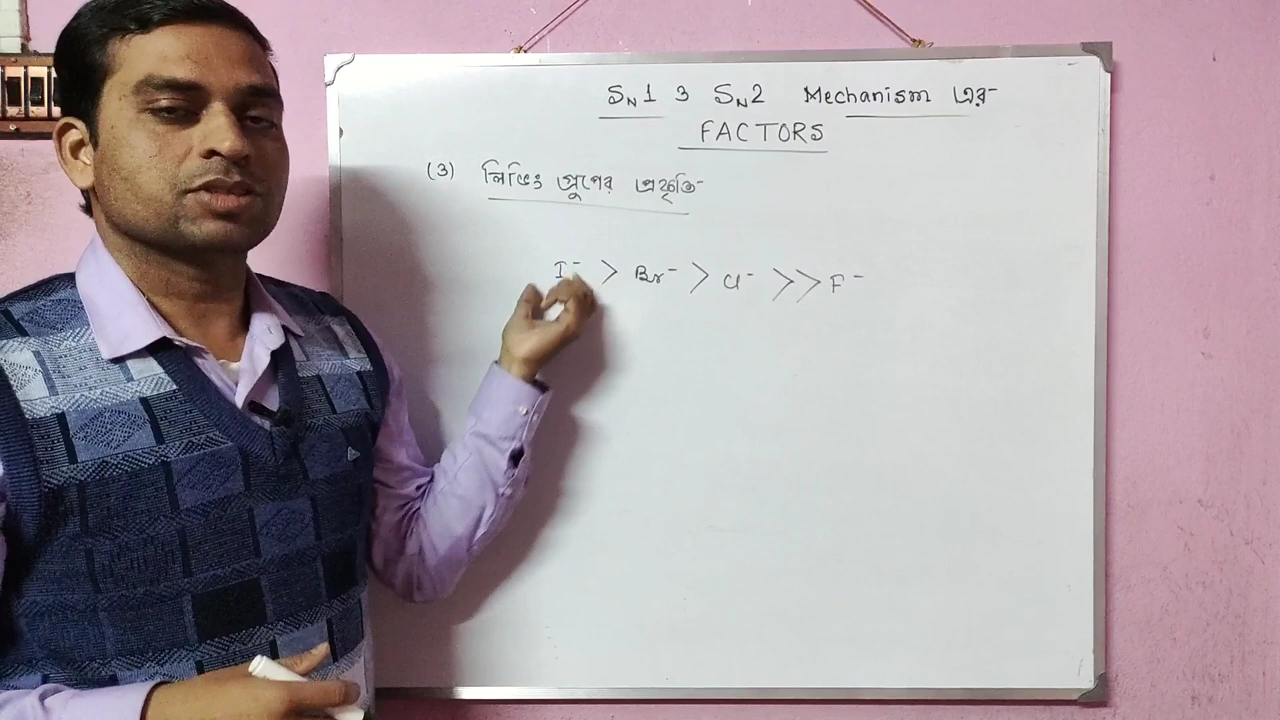 SN1 ও SN2 Mechanism এর
FACTORS
(3) লিভিং গ্রুপের প্রকৃতি
I⁻ > Br⁻ > Cl⁻ >> F⁻